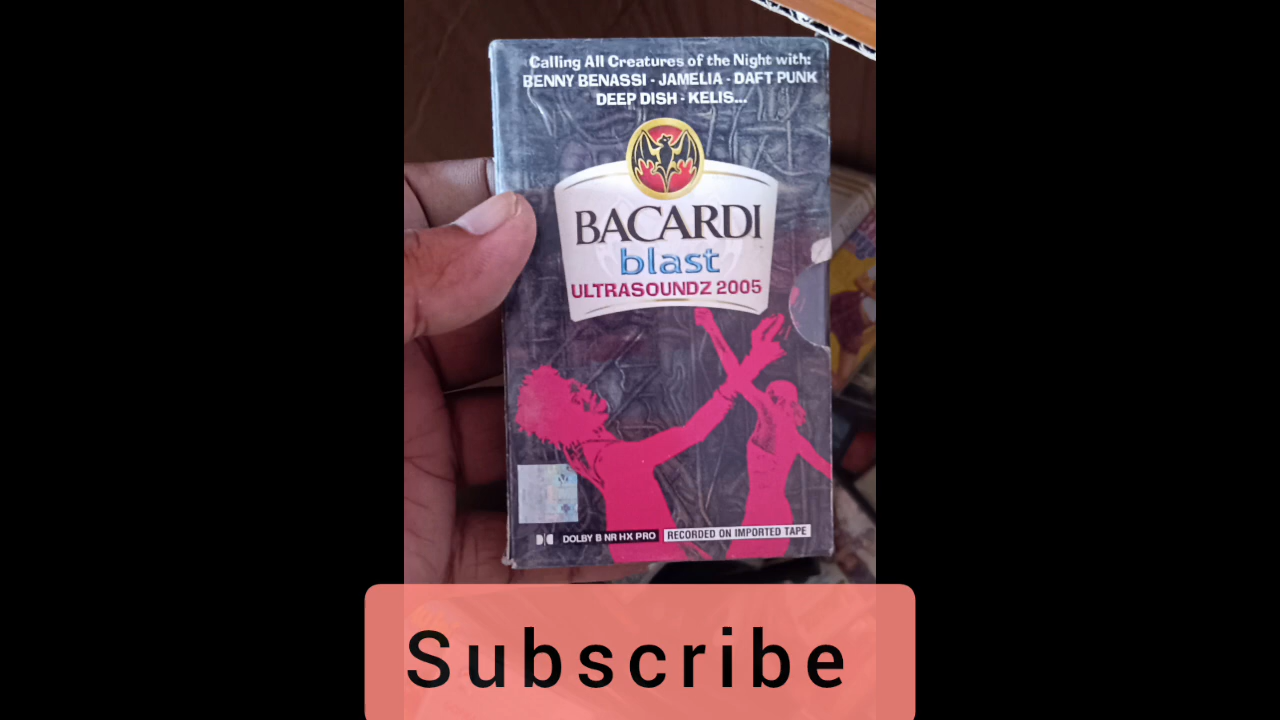 Calling All Creatures of the Night with:
BENNY BENASSI - JAMELIA - DAFT PUNK
DEEP DISH - KELIS...
BACARDI
blast
ULTRASOUNDZ 2005
DOLBY B NR HX PRO
RECORDED ON IMPORTED TAPE
Subscribe